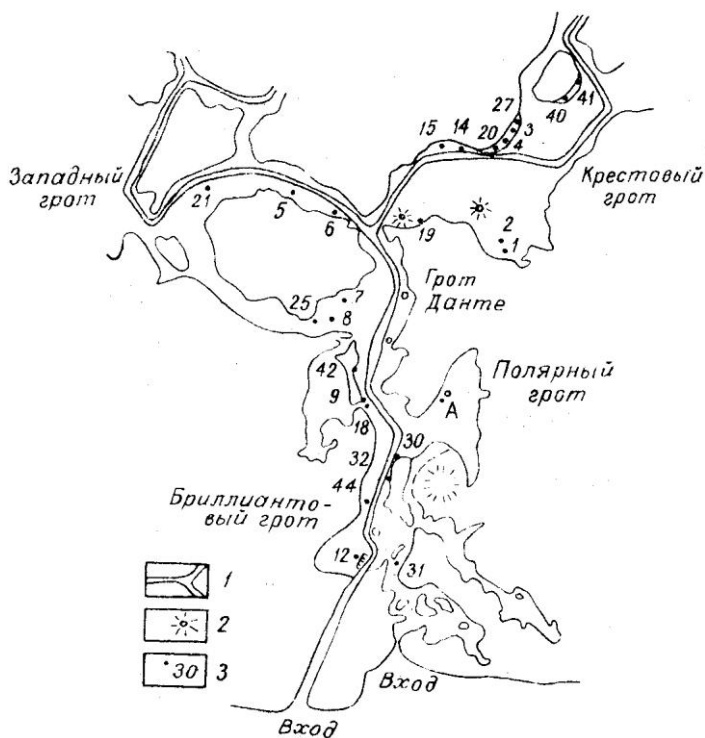 27
41
15
14
20
3
40
4
Западный
грот
Крестовый
грот
21
5
6
19
2
1
Грот
Данте
7
25
8
42
Полярный
грот
9
A
18
30
32
44
Бриллианто-
вый грот
12
31
1
2
30
3
Вход
Вход